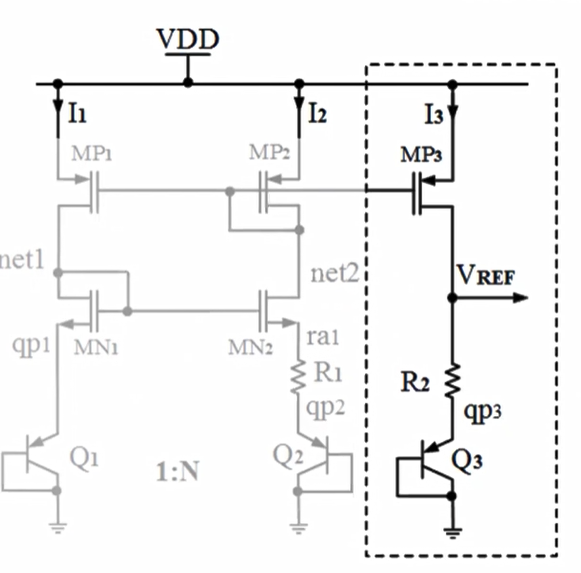 VDD
I1
I2
I3
MP1
MP2
MP3
net1
net2
VREF
qp1
MN1
MN2
ra1
R1
R2
qp2
qp3
Q1
1:N
Q2
Q3